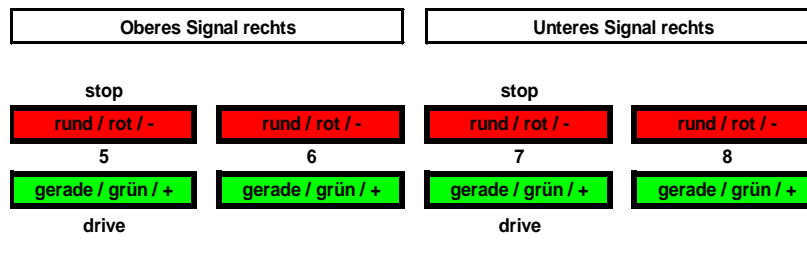 Oberes Signal rechts Unteres Signal rechts
stop stop
rund / rot / - rund / rot / - rund / rot / - rund / rot / -
5 6 7 8
gerade / grün / + gerade / grün / + gerade / grün / + gerade / grün / +
drive drive